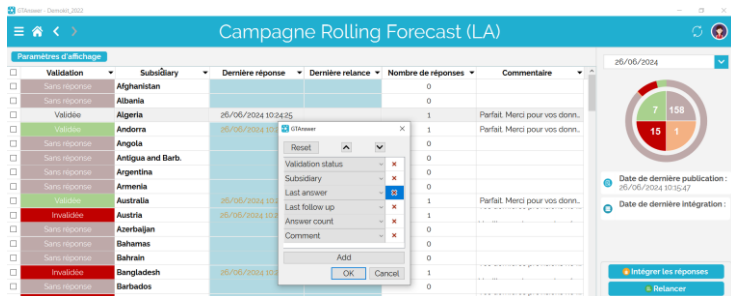 GTAnswer - Demokit_2022
Campagne Rolling Forecast (LA)
Paramètres d'affichage
Validation Subsidiary Dernière réponse Dernière relance Nombre de réponses Commentaire
Sans réponse Afghanistan 0
Sans réponse Albania 0
Validée Algeria 26/06/2024 10:24:25 1 Parfait. Merci pour vos donn...
Validée Andorra 26/06/2024 10:2 1 Parfait. Merci pour vos donn...
Sans réponse Angola 0
Sans réponse Antigua and Barb. 0
Sans réponse Argentina 0
Sans réponse Armenia 0
Validée Australia 26/06/2024 10:2 1 Parfait. Merci pour vos donn...
Invalidée Austria 26/06/2024 10:2 1
Sans réponse Azerbaijan 0
Sans réponse Bahamas 0
Sans réponse Bahrain 0
Invalidée Bangladesh 26/06/2024 10:2 1
Sans réponse Barbados 0
GTAnswer
Reset
Validation status
Subsidiary
Last answer
Last follow up
Answer count
Comment
Add
OK Cancel
26/06/2024
7 158
15 1
Date de dernière publication :
26/06/2024 10:15:47
Date de dernière intégration :
Intégrer les réponses
Relancer